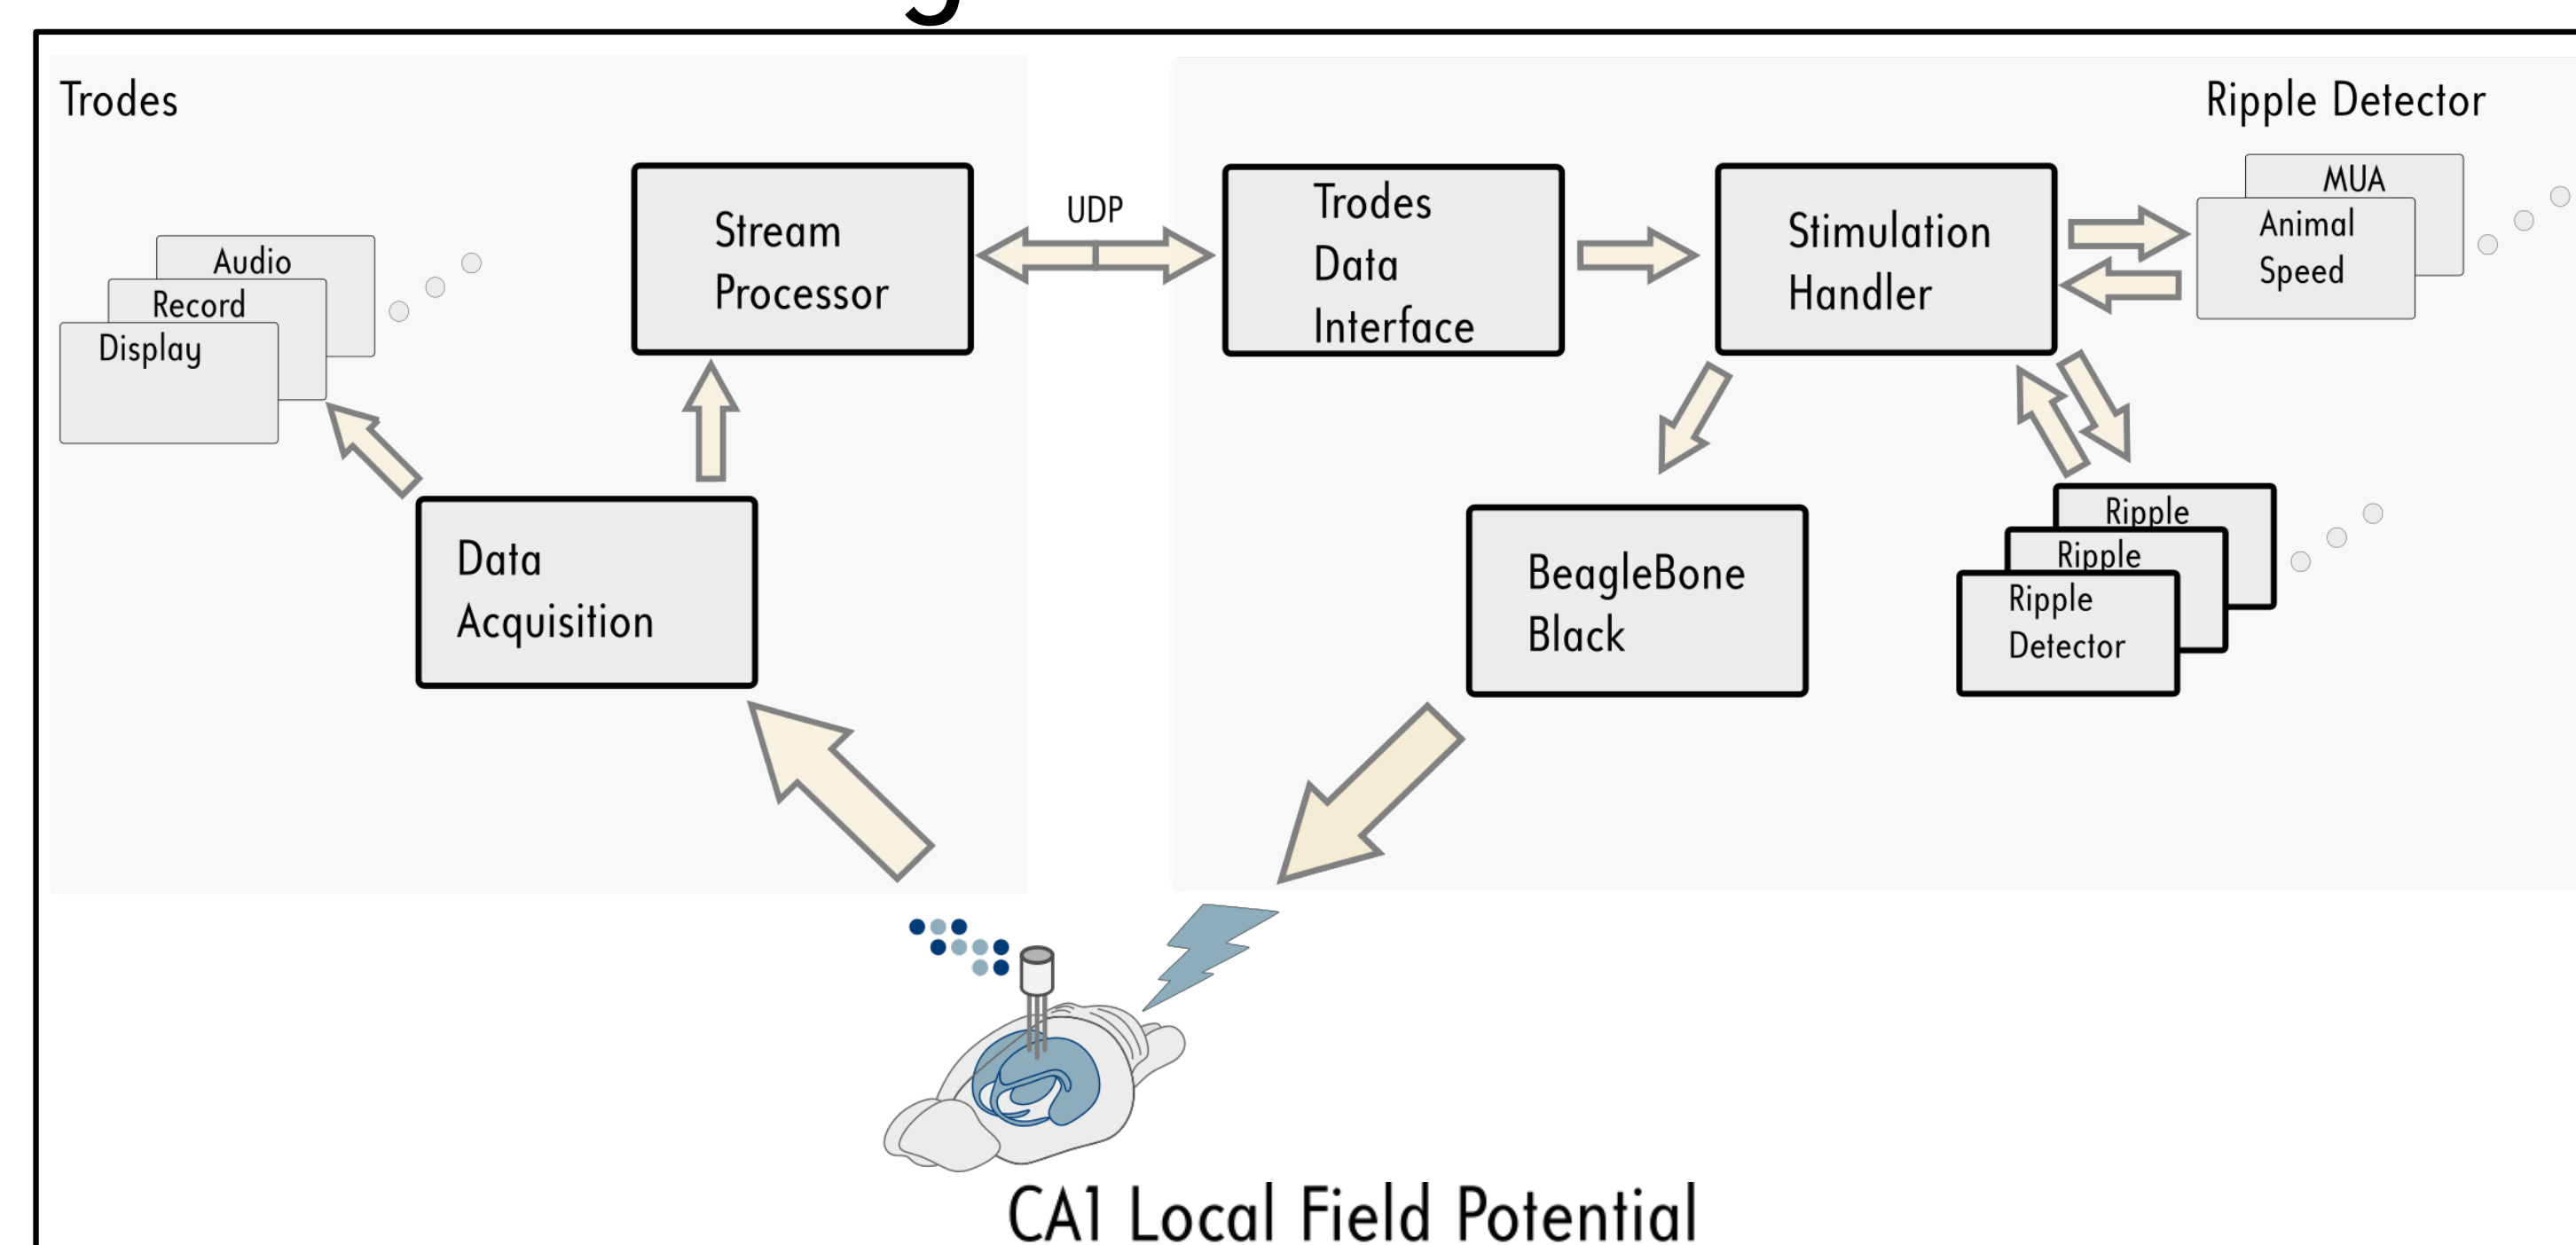 Trodes
Ripple Detector
Audio
Record
Display
Stream
Processor
UDP
Trodes
Data
Interface
Stimulation
Handler
MUA
Animal
Speed
Data
Acquisition
BeagleBone
Black
Ripple
Ripple
Ripple
Detector
CA1 Local Field Potential